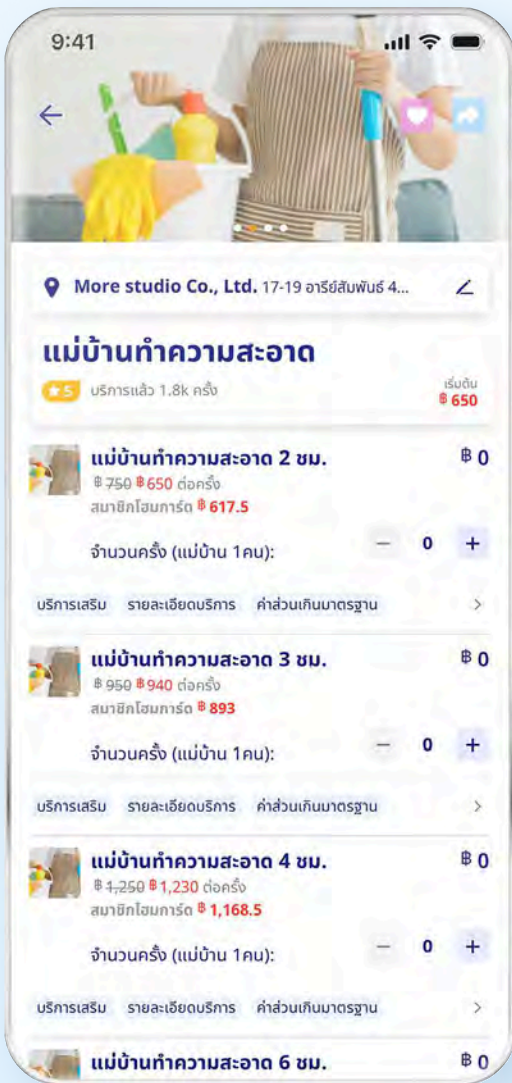 9:41
More studio Co., Ltd. 17-19 อารีย์สัมพันธ์ 4...
แม่บ้านทำความสะอาด
★ 5 บริการแล้ว 1.8k ครั้ง
เริ่มต้น
฿ 650
แม่บ้านทำความสะอาด 2 ชม. ฿ 0
฿ 750 ฿ 650 ต่อครั้ง
สมาชิกโฮมการ์ด ฿ 617.5
จำนวนครั้ง (แม่บ้าน 1คน): − 0 +
บริการเสริม รายละเอียดบริการ ค่าส่วนเกินมาตรฐาน >
แม่บ้านทำความสะอาด 3 ชม. ฿ 0
฿ 950 ฿ 940 ต่อครั้ง
สมาชิกโฮมการ์ด ฿ 893
จำนวนครั้ง (แม่บ้าน 1คน): − 0 +
บริการเสริม รายละเอียดบริการ ค่าส่วนเกินมาตรฐาน >
แม่บ้านทำความสะอาด 4 ชม. ฿ 0
฿ 1,250 ฿ 1,230 ต่อครั้ง
สมาชิกโฮมการ์ด ฿ 1,168.5
จำนวนครั้ง (แม่บ้าน 1คน): − 0 +
บริการเสริม รายละเอียดบริการ ค่าส่วนเกินมาตรฐาน >
แม่บ้านทำความสะอาด 6 ชม. ฿ 0